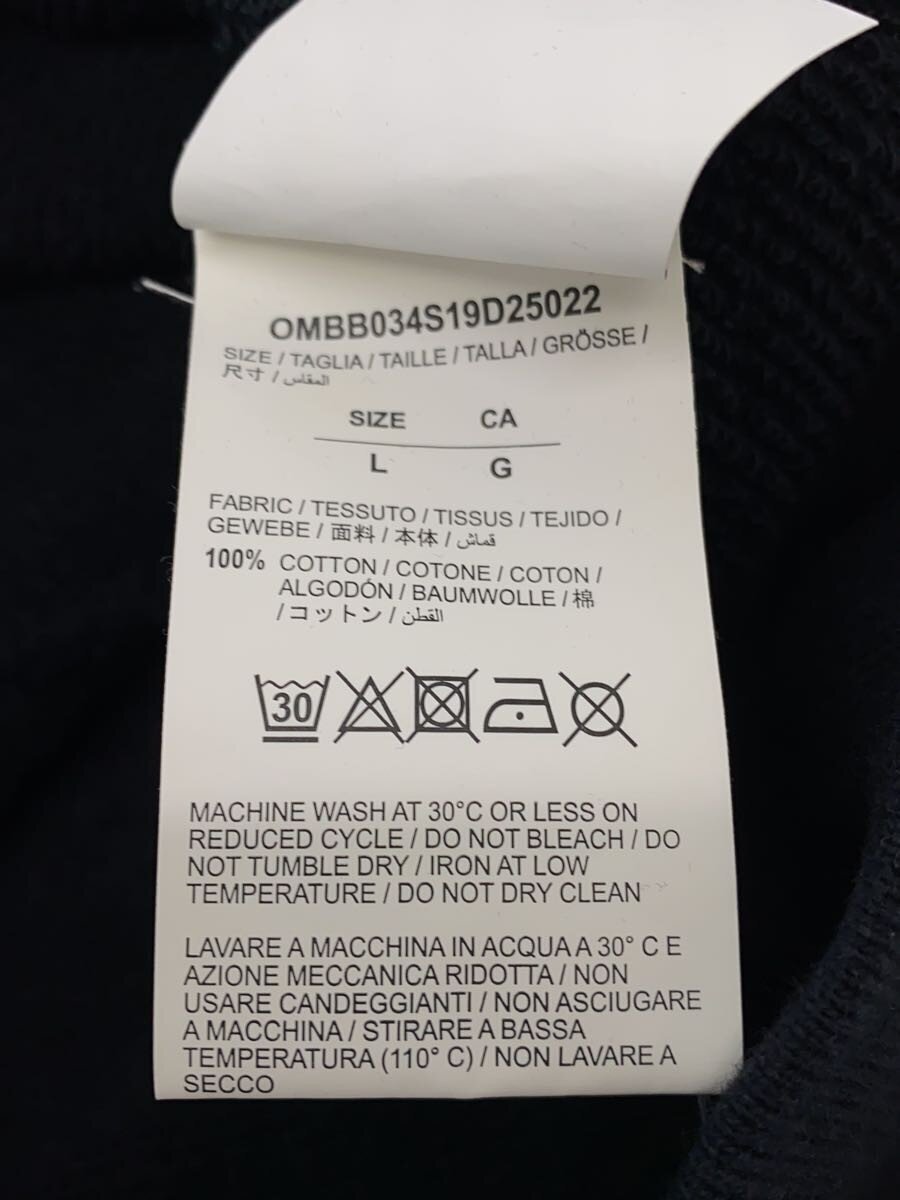 OMBB034S19D25022
SIZE / TAGLIA / TAILLE / TALLA / GRÖSSE /
尺寸 / المقاس
SIZE CA
L G
FABRIC / TESSUTO / TISSUS / TEJIDO /
GEWEBE / 面料 / 本体 / قماش
100% COTTON / COTONE / COTON /
ALGODÓN / BAUMWOLLE / 棉
/ コットン / القطن
30
MACHINE WASH AT 30°C OR LESS ON
REDUCED CYCLE / DO NOT BLEACH / DO
NOT TUMBLE DRY / IRON AT LOW
TEMPERATURE / DO NOT DRY CLEAN
LAVARE A MACCHINA IN ACQUA A 30° C E
AZIONE MECCANICA RIDOTTA / NON
USARE CANDEGGIANTI / NON ASCIUGARE
A MACCHINA / STIRARE A BASSA
TEMPERATURA (110° C) / NON LAVARE A
SECCO